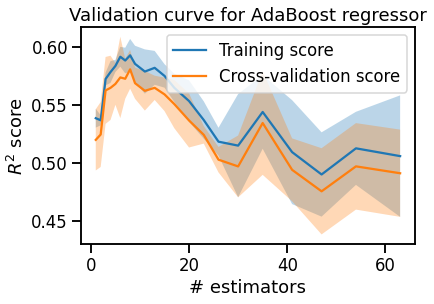 Validation curve for AdaBoost regressor
Training score
Cross-validation score
R² score
0.60
0.55
0.50
0.45
0
20
40
60
# estimators